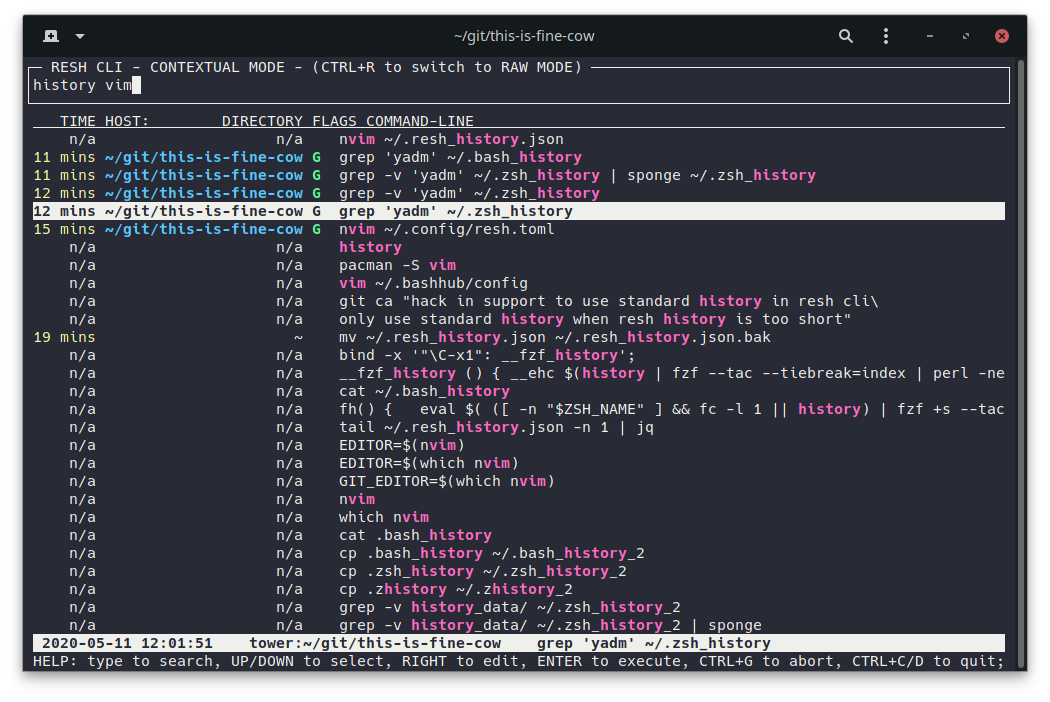 ~/git/this-is-fine-cow
RESH CLI - CONTEXTUAL MODE - (CTRL+R to switch to RAW MODE)
history vim
TIME HOST: DIRECTORY FLAGS COMMAND-LINE
n/a n/a nvim ~/.resh_history.json
11 mins ~/git/this-is-fine-cow G grep 'yadm' ~/.bash_history
11 mins ~/git/this-is-fine-cow G grep -v 'yadm' ~/.zsh_history | sponge ~/.zsh_history
12 mins ~/git/this-is-fine-cow G grep -v 'yadm' ~/.zsh_history
12 mins ~/git/this-is-fine-cow G grep 'yadm' ~/.zsh_history
15 mins ~/git/this-is-fine-cow G nvim ~/.config/resh.toml
n/a n/a history
n/a n/a pacman -S vim
n/a n/a vim ~/.bashhub/config
n/a n/a git ca "hack in support to use standard history in resh cli\
n/a n/a only use standard history when resh history is too short"
19 mins ~ mv ~/.resh_history.json ~/.resh_history.json.bak
n/a n/a bind -x '"\C-x1": __fzf_history';
n/a n/a __fzf_history () { __ehc $(history | fzf --tac --tiebreak=index | perl -ne
n/a n/a cat ~/.bash_history
n/a n/a fh() { eval $( ([ -n "$ZSH_NAME" ] && fc -l 1 || history) | fzf +s --tac
n/a n/a tail ~/.resh_history.json -n 1 | jq
n/a n/a EDITOR=$(nvim)
n/a n/a EDITOR=$(which nvim)
n/a n/a GIT_EDITOR=$(which nvim)
n/a n/a nvim
n/a n/a which nvim
n/a n/a cat .bash_history
n/a n/a cp .bash_history ~/.bash_history_2
n/a n/a cp .zsh_history ~/.zsh_history_2
n/a n/a cp .zhistory ~/.zhistory_2
n/a n/a grep -v history_data/ ~/.zsh_history_2
n/a n/a grep -v history_data/ ~/.zsh_history_2 | sponge
2020-05-11 12:01:51 tower:~/git/this-is-fine-cow grep 'yadm' ~/.zsh_history
HELP: type to search, UP/DOWN to select, RIGHT to edit, ENTER to execute, CTRL+G to abort, CTRL+C/D to quit;